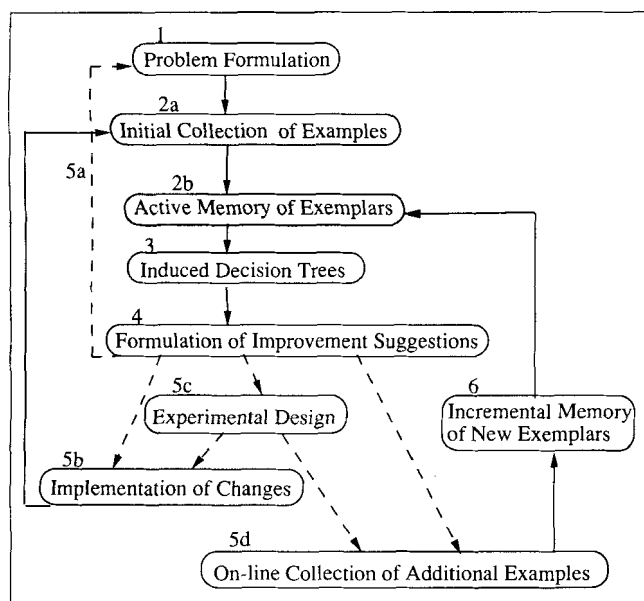 1
Problem Formulation
2a
Initial Collection of Examples
5a
2b
Active Memory of Exemplars
3
Induced Decision Trees
4
Formulation of Improvement Suggestions
5c
Experimental Design
6
Incremental Memory
of New Exemplars
5b
Implementation of Changes
5d
On-line Collection of Additional Examples